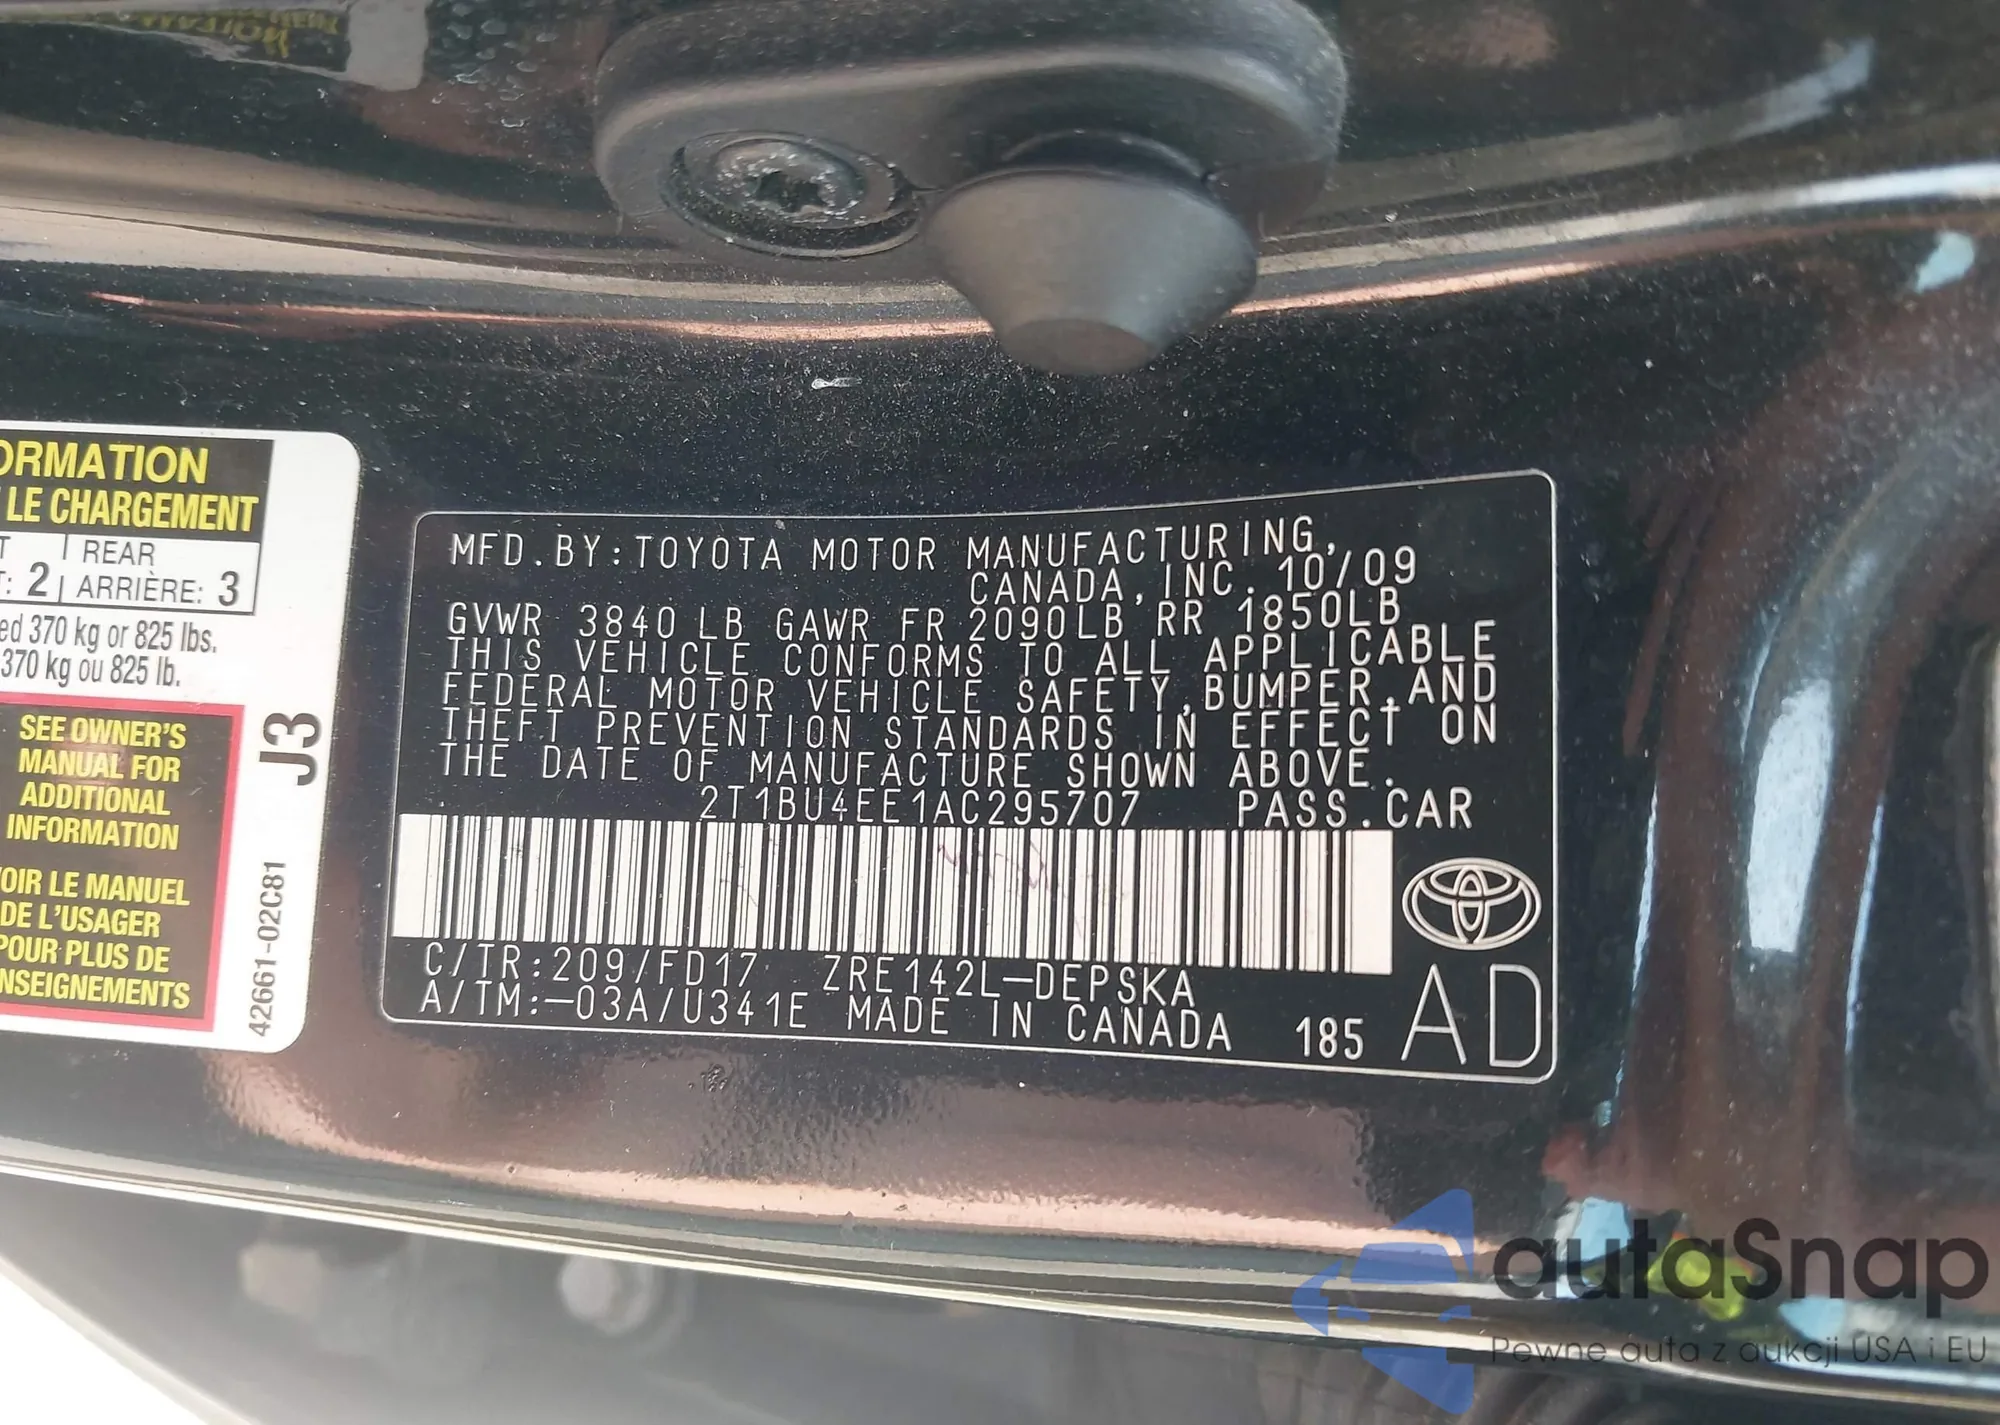 ORMATION
LE CHARGEMENT
REAR
: 2 ARRIÈRE: 3
ed 370 kg or 825 lbs.
370 kg ou 825 lb.
SEE OWNER'S
MANUAL FOR
ADDITIONAL
INFORMATION
OIR LE MANUEL
DE L'USAGER
POUR PLUS DE
NSEIGNEMENTS
J3
42661-02C81
MFD.BY:TOYOTA MOTOR MANUFACTURING,
CANADA,INC. 10/09
GVWR 3840 LB GAWR FR 2090LB RR 1850LB
THIS VEHICLE CONFORMS TO ALL APPLICABLE
FEDERAL MOTOR VEHICLE SAFETY,BUMPER,AND
THEFT PREVENTION STANDARDS IN EFFECT ON
THE DATE OF MANUFACTURE SHOWN ABOVE.
2T1BU4EE1AC295707 PASS.CAR
C/TR:209/FD17 ZRE142L-DEPSKA
A/TM:-03A/U341E MADE IN CANADA 185 AD
autaSnap
Pewne auta z aukcji USA i EU